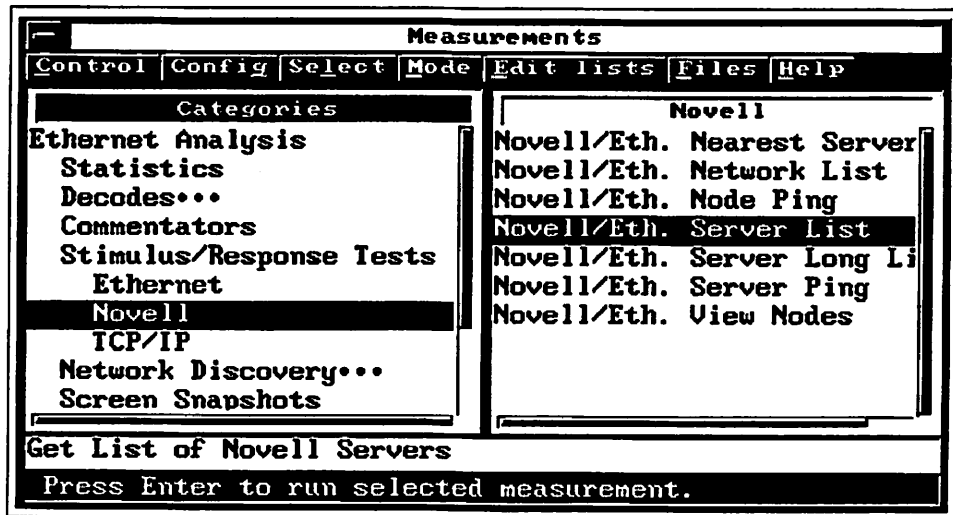 Measurements
Control Config Select Mode Edit lists Files Help
Categories
Ethernet Analysis
Statistics
Decodes•••
Commentators
Stimulus/Response Tests
Ethernet
Novell
TCP/IP
Network Discovery•••
Screen Snapshots
Novell
Novell/Eth. Nearest Server
Novell/Eth. Network List
Novell/Eth. Node Ping
Novell/Eth. Server List
Novell/Eth. Server Long Li
Novell/Eth. Server Ping
Novell/Eth. View Nodes
Get List of Novell Servers
Press Enter to run selected measurement.